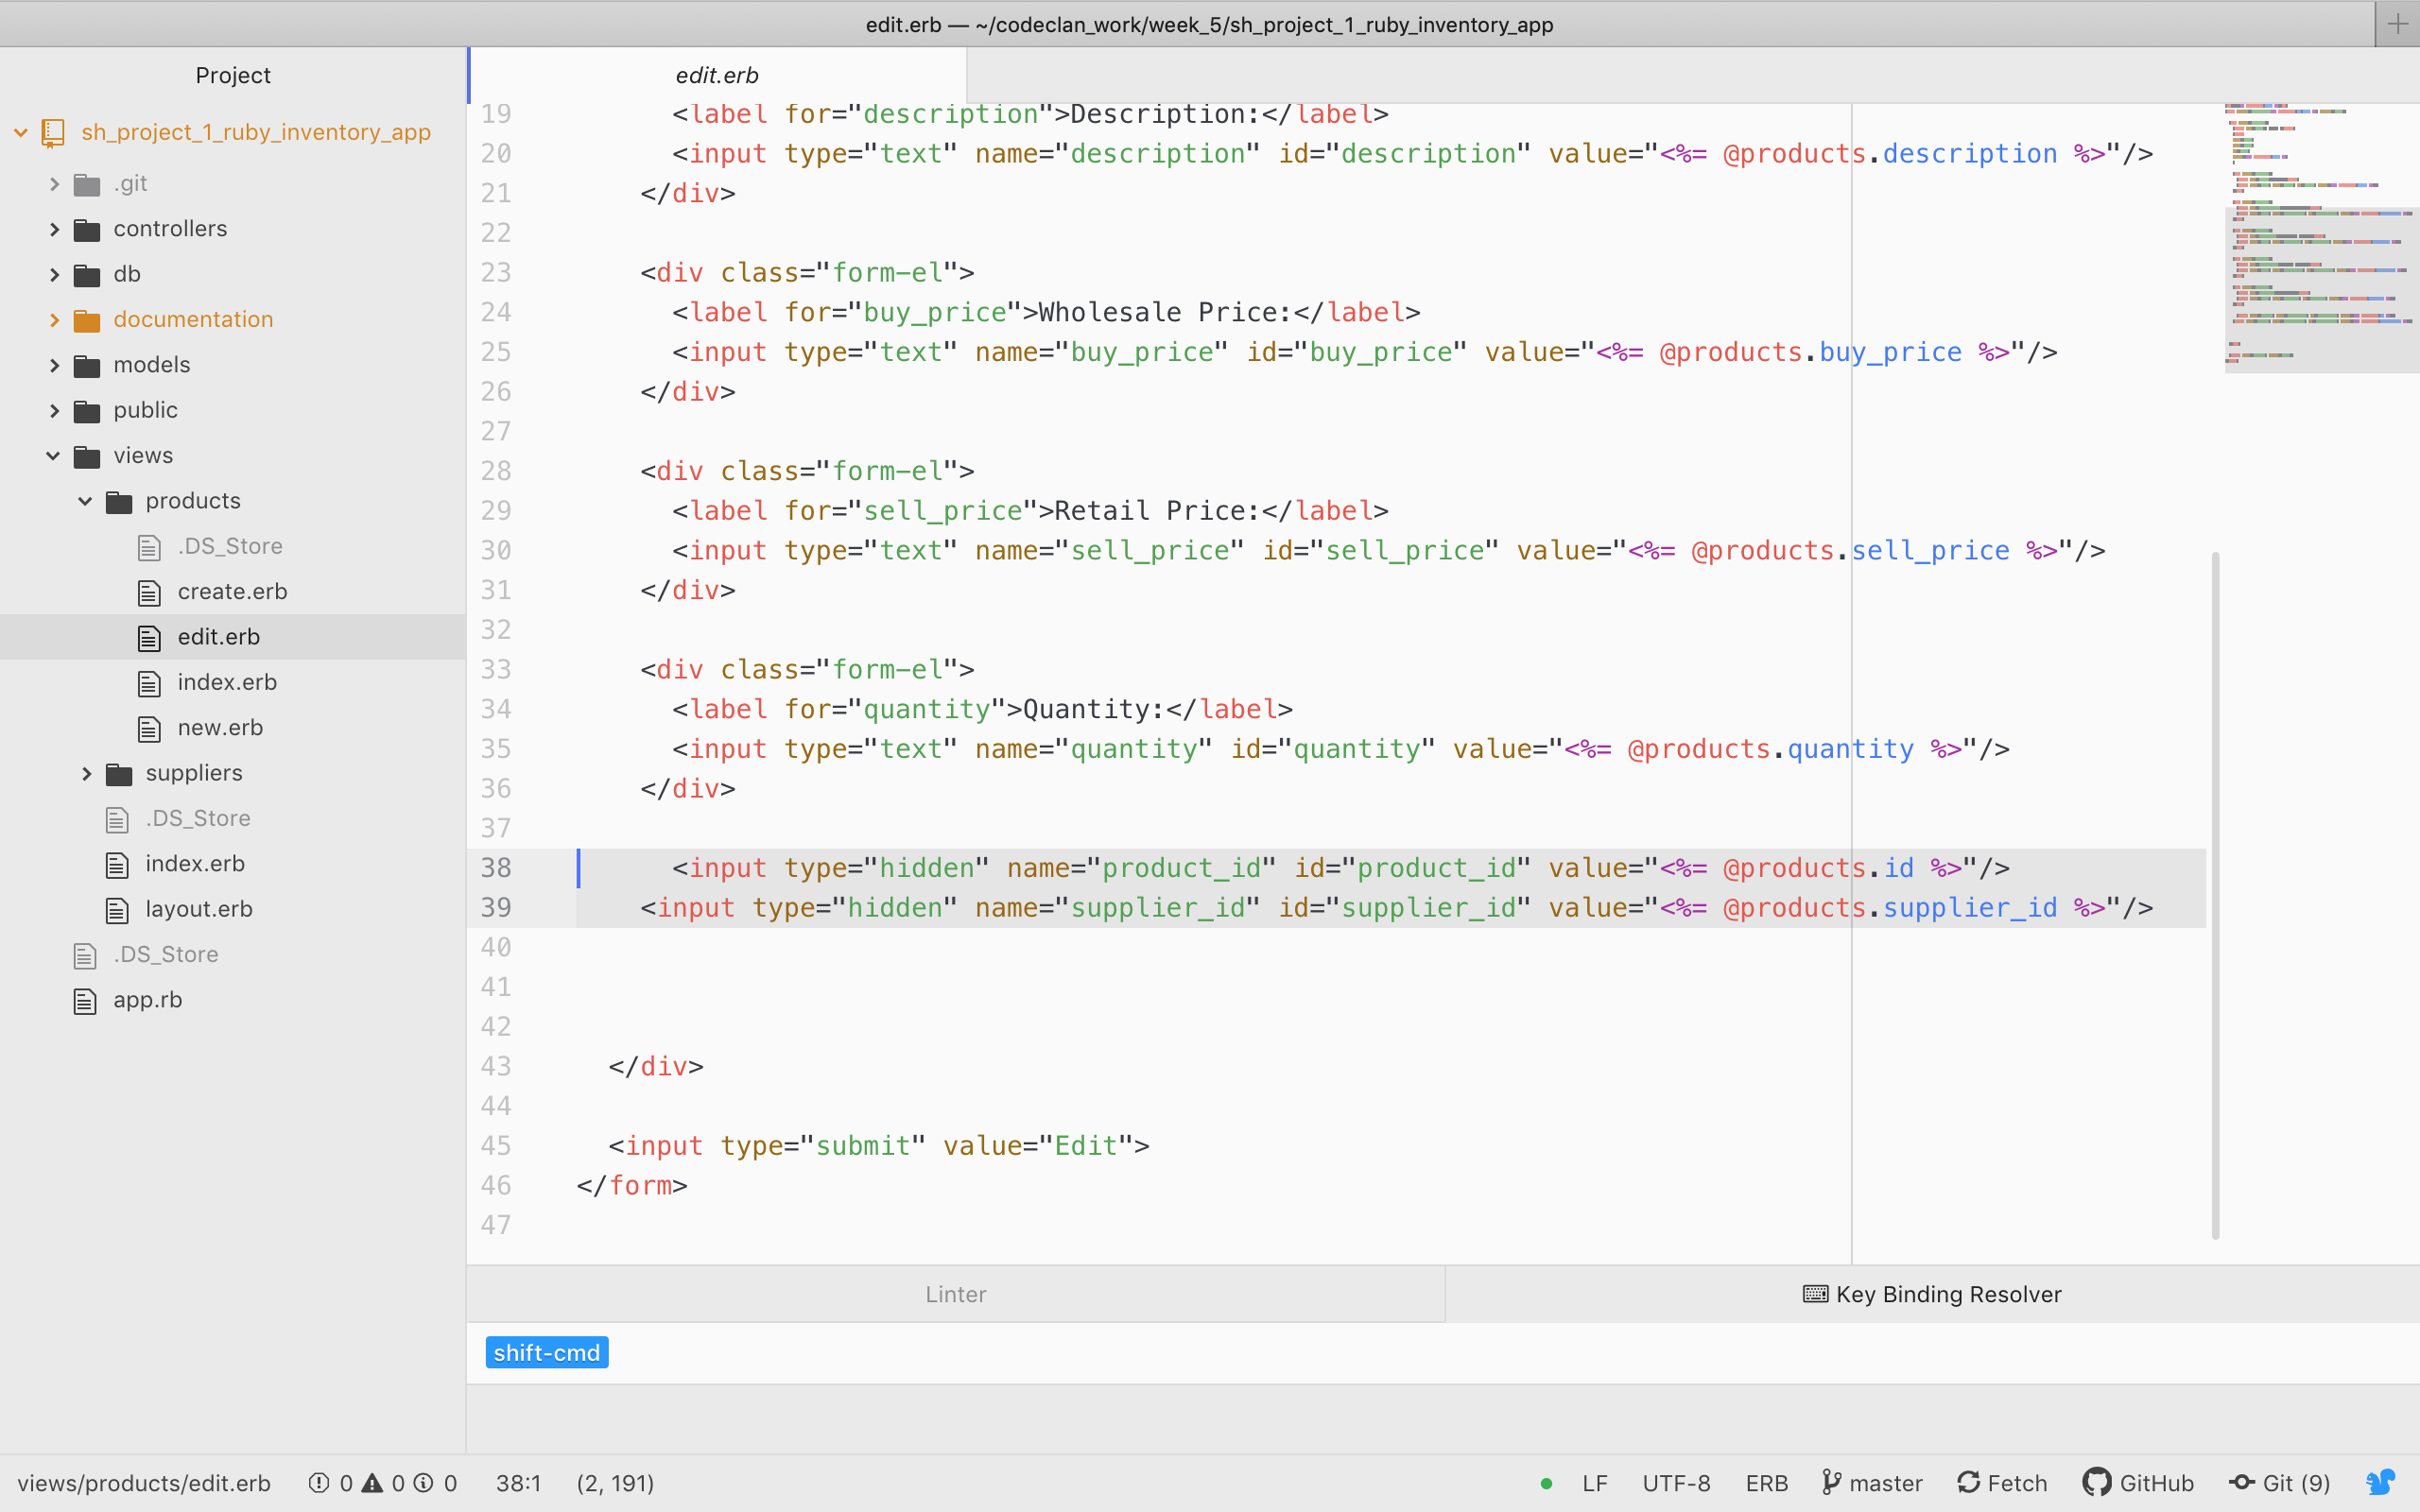 edit.erb — ~/codeclan_work/week_5/sh_project_1_ruby_inventory_app
Project
sh_project_1_ruby_inventory_app
.git
controllers
db
documentation
models
public
views
products
.DS_Store
create.erb
edit.erb
index.erb
new.erb
suppliers
.DS_Store
index.erb
layout.erb
.DS_Store
app.rb
edit.erb
19 <label for="description">Description:</label>
20 <input type="text" name="description" id="description" value="<%= @products.description %>"/>
21 </div>
22
23 <div class="form-el">
24 <label for="buy_price">Wholesale Price:</label>
25 <input type="text" name="buy_price" id="buy_price" value="<%= @products.buy_price %>"/>
26 </div>
27
28 <div class="form-el">
29 <label for="sell_price">Retail Price:</label>
30 <input type="text" name="sell_price" id="sell_price" value="<%= @products.sell_price %>"/>
31 </div>
32
33 <div class="form-el">
34 <label for="quantity">Quantity:</label>
35 <input type="text" name="quantity" id="quantity" value="<%= @products.quantity %>"/>
36 </div>
37
38 <input type="hidden" name="product_id" id="product_id" value="<%= @products.id %>"/>
39 <input type="hidden" name="supplier_id" id="supplier_id" value="<%= @products.supplier_id %>"/>
40
41
42
43 </div>
44
45 <input type="submit" value="Edit">
46 </form>
47
Linter
Key Binding Resolver
shift-cmd
views/products/edit.erb 0 0 0 38:1 (2, 191) LF UTF-8 ERB master Fetch GitHub Git (9)